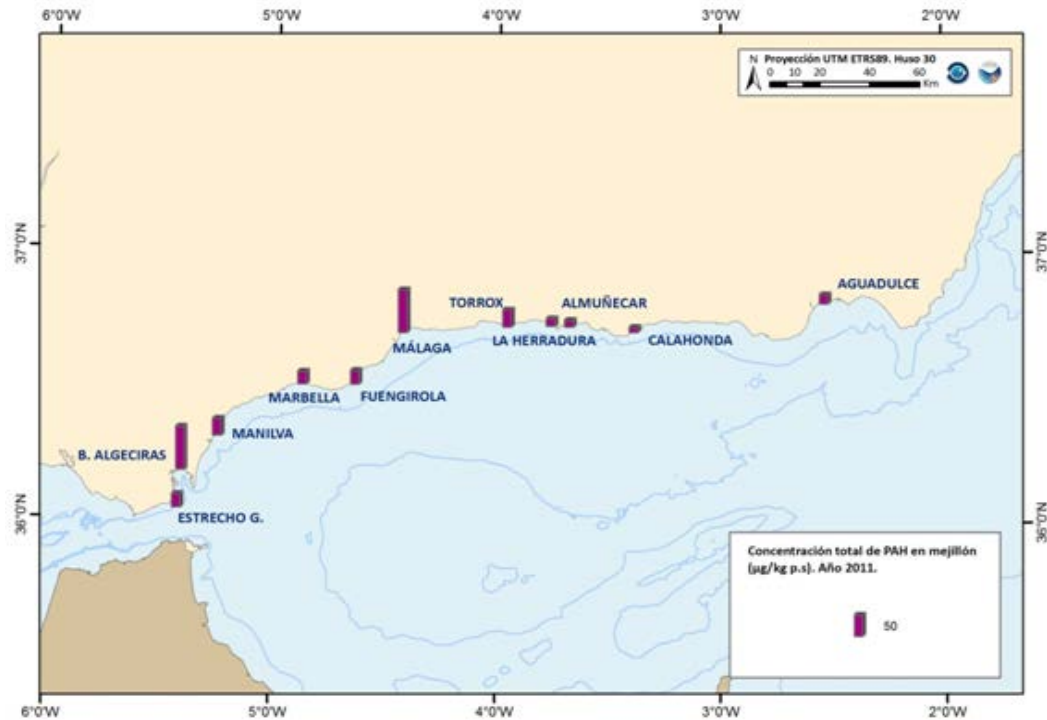 6°0'W 5°0'W 4°0'W 3°0'W 2°0'W
N Proyección UTM ETRS89. Huso 30
0 10 20 40 60
Km
37°0'N 37°0'N
AGUADULCE
TORROX ALMUÑECAR
LA HERRADURA CALAHONDA
MÁLAGA
MARBELLA FUENGIROLA
MANILVA
B. ALGECIRAS
ESTRECHO G.
36°0'N 36°0'N
Concentración total de PAH en mejillón
(µg/kg p.s). Año 2011.
50
6°0'W 5°0'W 4°0'W 3°0'W 2°0'W